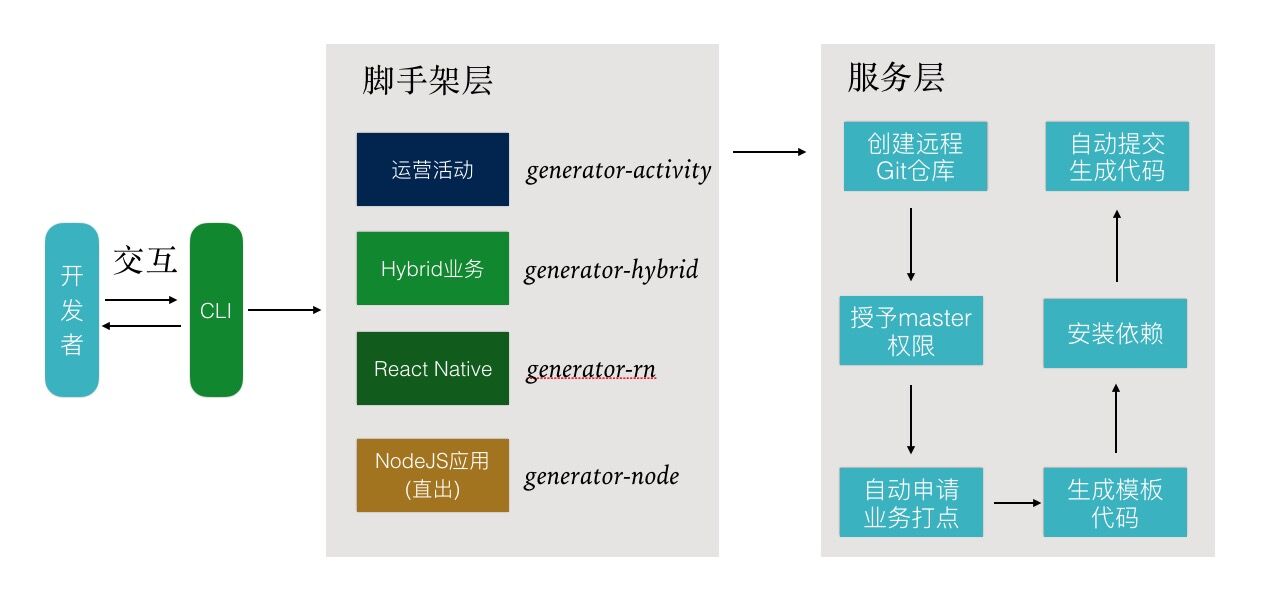 开
发
者
交互
CLI
脚手架层
运营活动
generator-activity
Hybrid业务
generator-hybrid
React Native
generator-rn
NodeJS应用
(直出)
generator-node
服务层
创建远程
Git仓库
授予master
权限
自动申请
业务打点
生成模板
代码
安装依赖
自动提交
生成代码